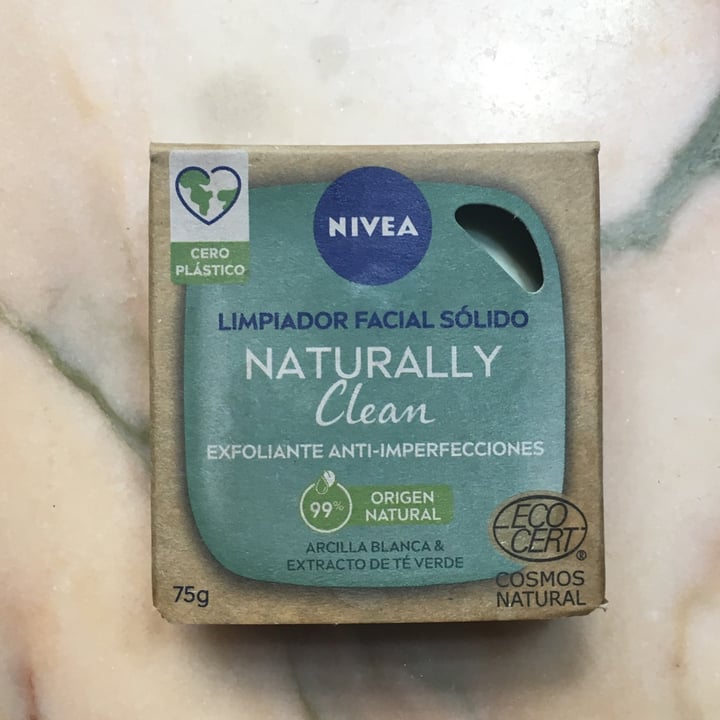 CERO
PLÁSTICO
NIVEA
LIMPIADOR FACIAL SÓLIDO
NATURALLY
Clean
EXFOLIANTE ANTI-IMPERFECCIONES
99%
ORIGEN
NATURAL
ARCILLA BLANCA &
EXTRACTO DE TÉ VERDE
75g
ECO
CERT®
COSMOS
NATURAL